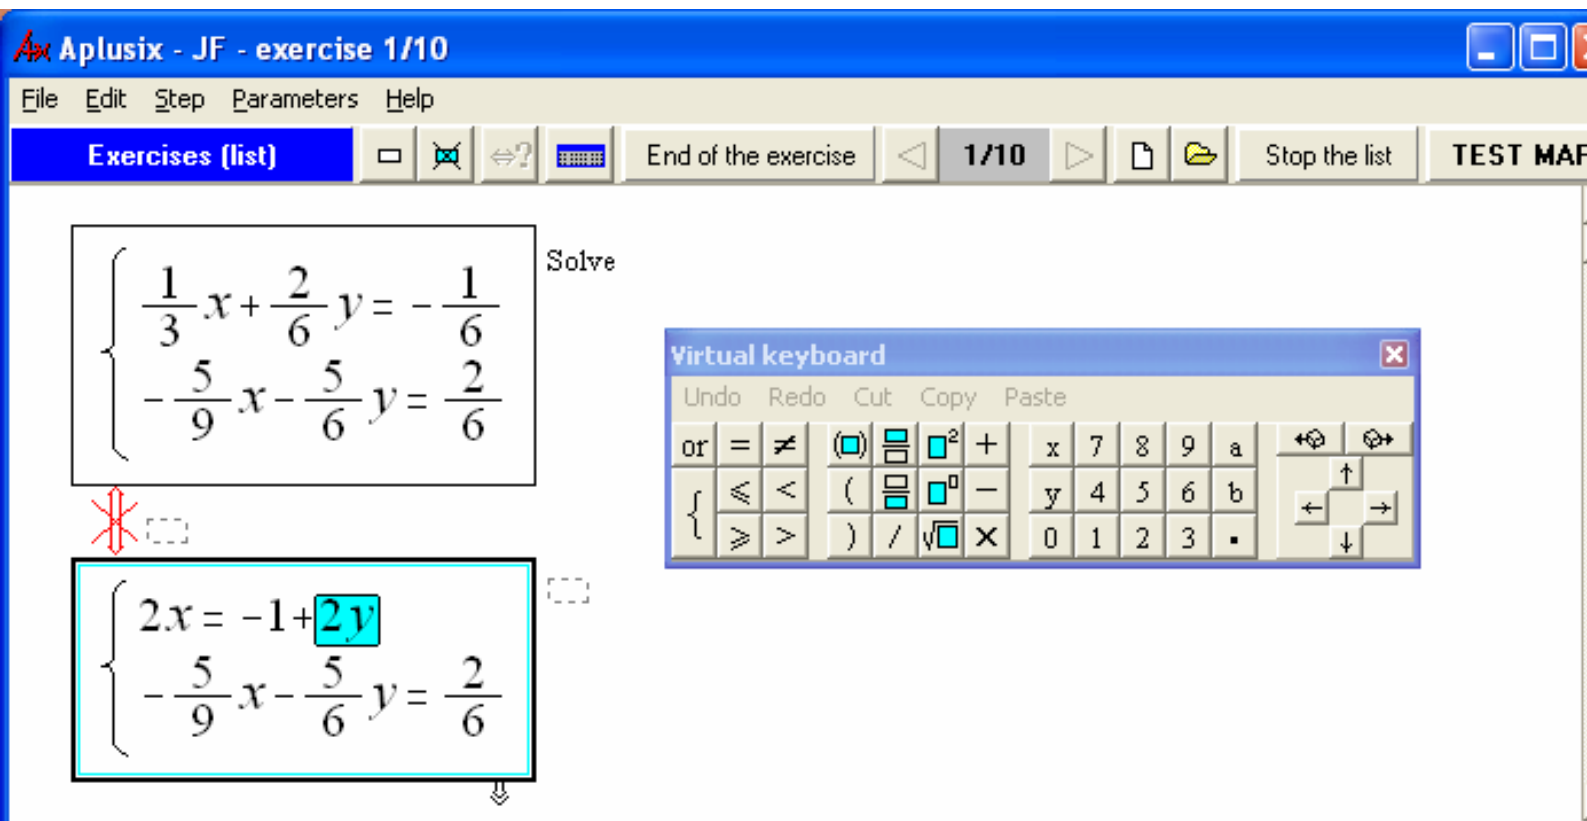 Ax Aplusix - JF - exercise 1/10
File Edit Step Parameters Help
Exercises (list) ⇔? End of the exercise 1/10 Stop the list
TEST
1/3 x + 2/6 y = - 1/6
- 5/9 x - 5/6 y = 2/6
Solve
Virtual keyboard
Undo Redo Cut Copy Paste
or = ≠ (□) □² + x 7 8 9 a
{ ⩽ < ( □ − y 4 5 6 b
⩾ > ) / √□ × 0 1 2 3 .
2x = -1+2y
- 5/9 x - 5/6 y = 2/6